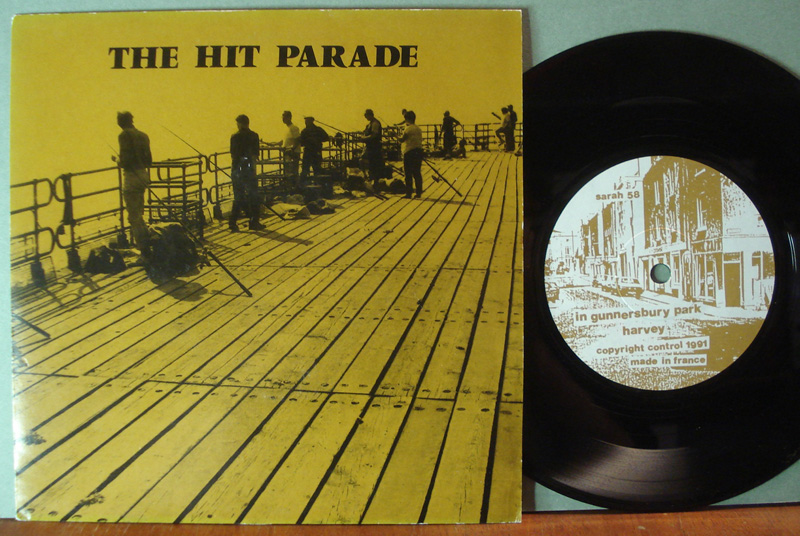 THE HIT PARADE
sarah 58
in gunnersbury park
harvey
copyright control 1991
made in france